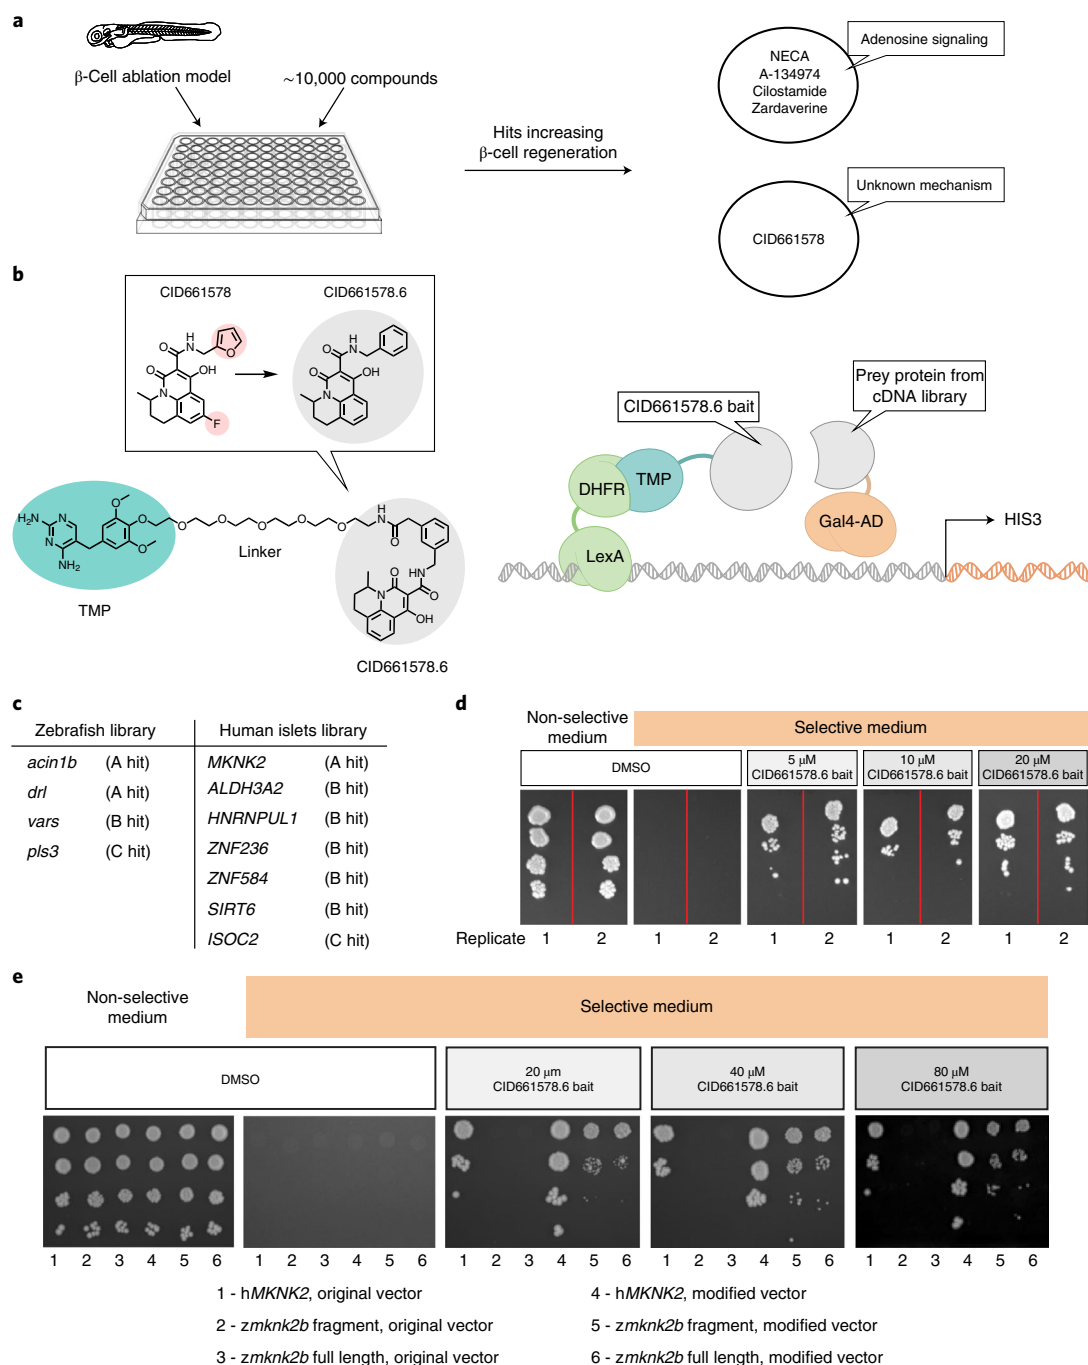 a
β-Cell ablation model
~10,000 compounds
Hits increasing
β-cell regeneration
NECA
A-134974
Cilostamide
Zardaverine
Adenosine signaling
Unknown mechanism
CID661578
b
CID661578
CID661578.6
H
N
O
O
O
OH
N
F
H
N
O
O
OH
N
H2N
N
N
NH2
O
O
O
O
O
O
O
O
H
N
O
Linker
TMP
HN
O
O
N
OH
CID661578.6
CID661578.6 bait
Prey protein from
cDNA library
DHFR
TMP
LexA
Gal4-AD
HIS3
c
Zebrafish library
acin1b (A hit)
drl (A hit)
vars (B hit)
pls3 (C hit)
Human islets library
MKNK2 (A hit)
ALDH3A2 (B hit)
HNRNPUL1 (B hit)
ZNF236 (B hit)
ZNF584 (B hit)
SIRT6 (B hit)
ISOC2 (C hit)
d
Non-selective
medium
Selective medium
DMSO
5 μM
CID661578.6 bait
10 μM
CID661578.6 bait
20 μM
CID661578.6 bait
Replicate 1 2 1 2 1 2 1 2 1 2
e
Non-selective
medium
Selective medium
DMSO
20 μm
CID661578.6 bait
40 μM
CID661578.6 bait
80 μM
CID661578.6 bait
1 2 3 4 5 6 1 2 3 4 5 6 1 2 3 4 5 6 1 2 3 4 5 6 1 2 3 4 5 6
1 - hMKNK2, original vector
2 - zmknk2b fragment, original vector
3 - zmknk2b full length, original vector
4 - hMKNK2, modified vector
5 - zmknk2b fragment, modified vector
6 - zmknk2b full length, modified vector